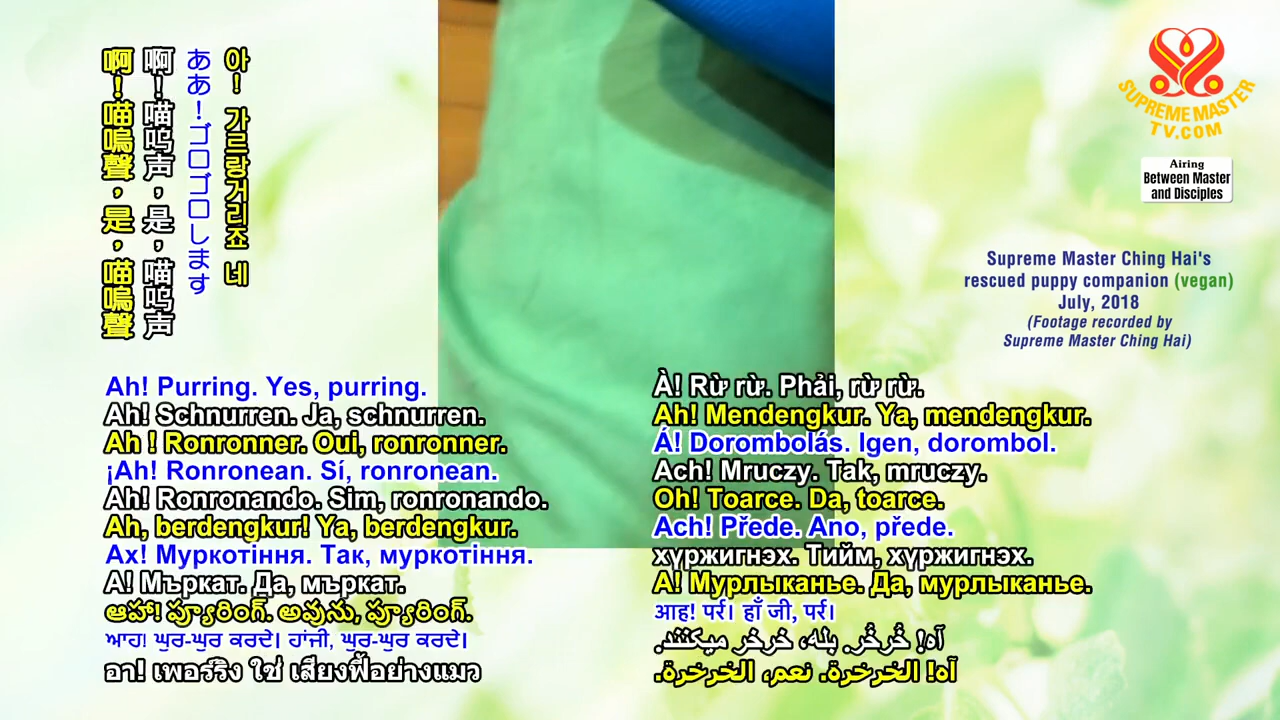 啊！喵嗚聲，是，喵嗚聲
啊！喵呜声，是，喵呜声
ああ！ゴロゴロします
아! 가르랑거리죠 네
SUPREME MASTER
TV.COM
Airing
Between Master
and Disciples
Supreme Master Ching Hai's
rescued puppy companion (vegan)
July, 2018
(Footage recorded by
Supreme Master Ching Hai)
Ah! Purring. Yes, purring.
Ah! Schnurren. Ja, schnurren.
Ah ! Ronronner. Oui, ronronner.
¡Ah! Ronronean. Sí, ronronean.
Ah! Ronronando. Sim, ronronando.
Ah, berdengkur! Ya, berdengkur.
Ах! Муркотіння. Так, муркотіння.
А! Мъркат. Да, мъркат.
ఆహా! ప్యూరింగ్. అవును, ప్యూరింగ్.
ਆਹ! ਘੁਰ-ਘੁਰ ਕਰਦੇ। ਹਾਂਜੀ, ਘੁਰ-ਘੁਰ ਕਰਦੇ।
อา! เพอร์ริง ใช่ เสียงฟี้อย่างแมว
À! Rừ rừ. Phải, rừ rừ.
Ah! Mendengkur. Ya, mendengkur.
Á! Dorombolás. Igen, dorombol.
Ach! Mruczy. Tak, mruczy.
Oh! Toarce. Da, toarce.
Ach! Přede. Ano, přede.
хүржигнэх. Тийм, хүржигнэх.
А! Мурлыканье. Да, мурлыканье.
आह! पर्र। हाँ जी, पर्र।
آه! خُرخُر. بله، خرخر میکنند.
آه! الخرخرة. نعم، الخرخرة.